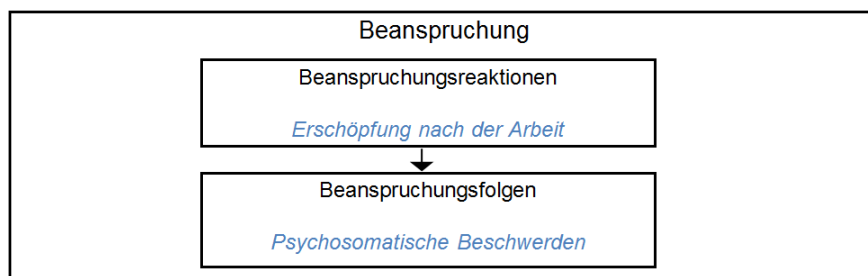 Beanspruchung
Beanspruchungsreaktionen
Erschöpfung nach der Arbeit
Beanspruchungsfolgen
Psychosomatische Beschwerden